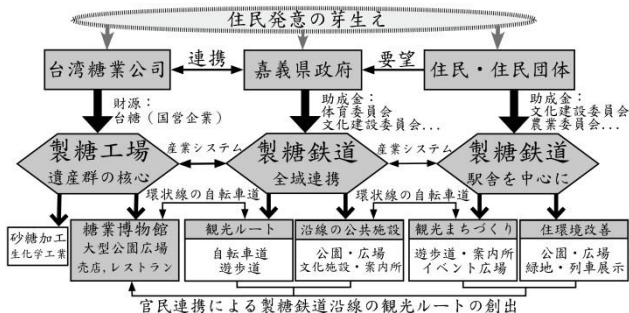 住民発意の芽生え
台湾糖業公司
連携
嘉義県政府
要望
住民・住民団体
財源：
台糖（国営企業）
助成金：
体育委員会
文化建設委員会...
助成金：
文化建設委員会
農業委員会...
製糖工場
遺産群の核心
産業システム
製糖鉄道
全域連携
産業システム
製糖鉄道
駅舎を中心に
環状線の自転車道
環状線の自転車道
砂糖加工
生化学工業
糖業博物館
大型公園広場
売店,レストラン
観光ルート
自転車道
遊歩道
沿線の公共施設
公園・広場
文化施設・案内所
観光まちづくり
遊歩道・案内所
イベント広場
住環境改善
公園・広場
緑地・列車展示
官民連携による製糖鉄道沿線の観光ルートの創出